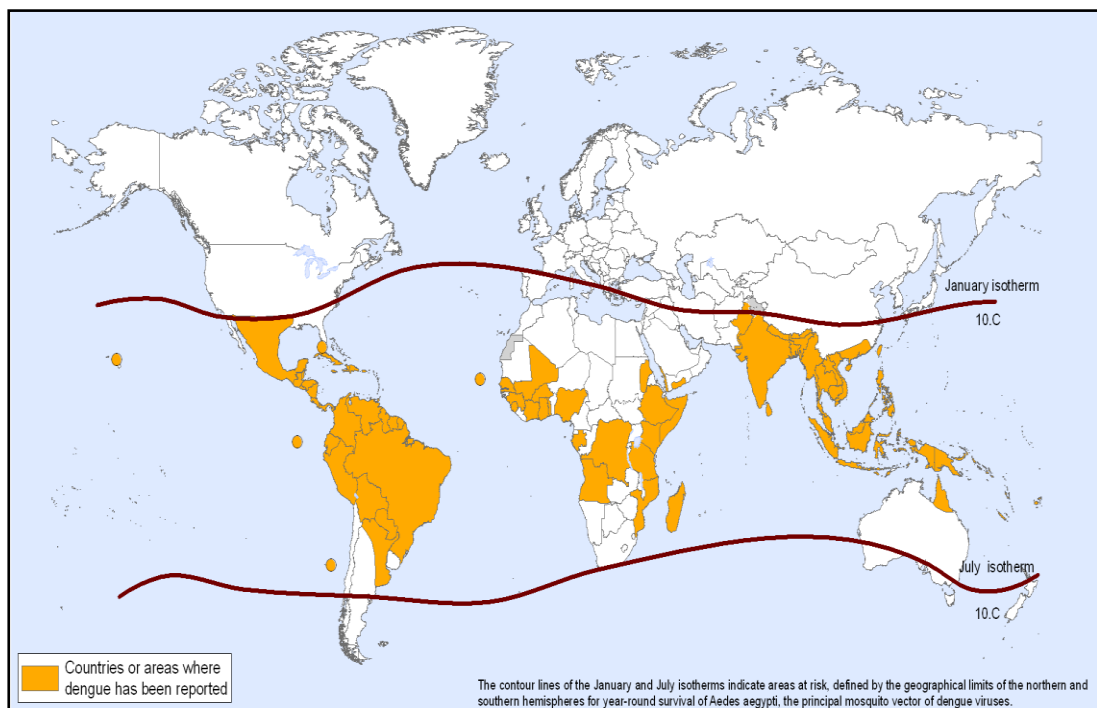 January isotherm
10.C
July isotherm
10.C
Countries or areas where
dengue has been reported
The contour lines of the January and July isotherms indicate areas at risk, defined by the geographical limits of the northern and
southern hemispheres for year-round survival of Aedes aegypti, the principal mosquito vector of dengue viruses.